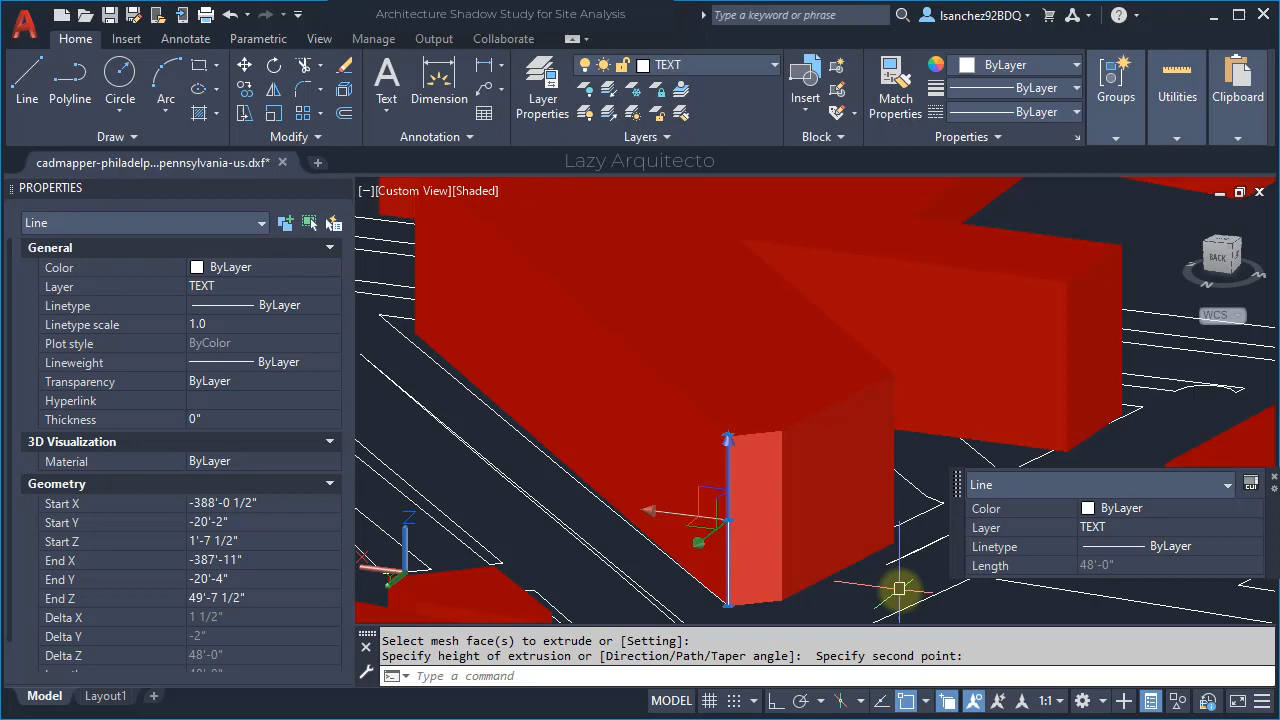 Architecture Shadow Study for Site Analysis
Type a keyword or phrase
lsanchez92BDQ
Home Insert Annotate Parametric View Manage Output Collaborate
Line Polyline Circle Arc
Text Dimension
Layer Properties
TEXT
Insert
Match Properties
ByLayer
ByLayer
ByLayer
Groups Utilities Clipboard
Draw Modify Annotation Layers Block Properties
cadmapper-philadelp...pennsylvania-us.dxf*
Lazy Arquitecto
PROPERTIES
[−][Custom View][Shaded]
Line
General
Color ByLayer
Layer TEXT
Linetype ByLayer
Linetype scale 1.0
Plot style ByColor
Lineweight ByLayer
Transparency ByLayer
Hyperlink
Thickness 0"
3D Visualization
Material ByLayer
Geometry
Start X -388'-0 1/2"
Start Y -20'-2"
Start Z 1'-7 1/2"
End X -387'-11"
End Y -20'-4"
End Z 49'-7 1/2"
Delta X 1 1/2"
Delta Y -2"
Delta Z 48'-0"
BACK
N
WCS
Z
Line
Color ByLayer
Layer TEXT
Linetype ByLayer
Length 48'-0"
Select mesh face(s) to extrude or [Setting]:
Specify height of extrusion or [Direction/Path/Taper angle]:  Specify second point:
Type a command
Model Layout1
MODEL
1:1